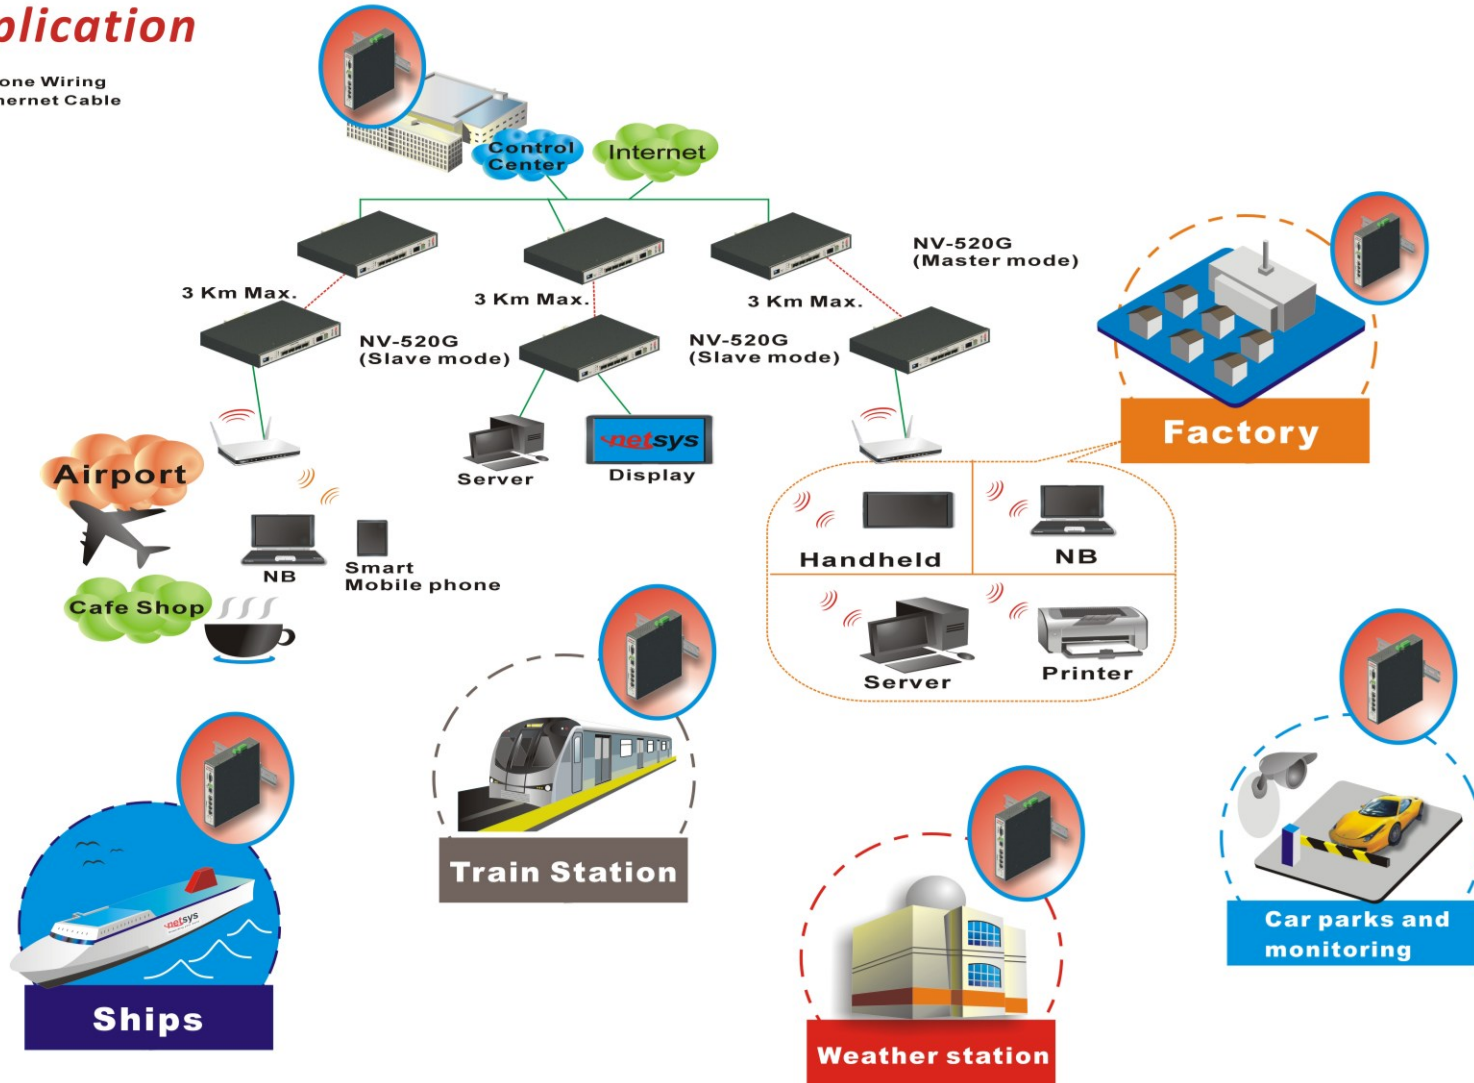 plication
one Wiring
hernet Cable
Control
Center
Internet
NV-520G
(Master mode)
3 Km Max.
3 Km Max.
3 Km Max.
NV-520G
(Slave mode)
NV-520G
(Slave mode)
Factory
Airport
netsys
Server
Display
NB
Smart
Mobile phone
Handheld
NB
Cafe Shop
Server
Printer
Train Station
netsys
Car parks and
monitoring
Ships
Weather station